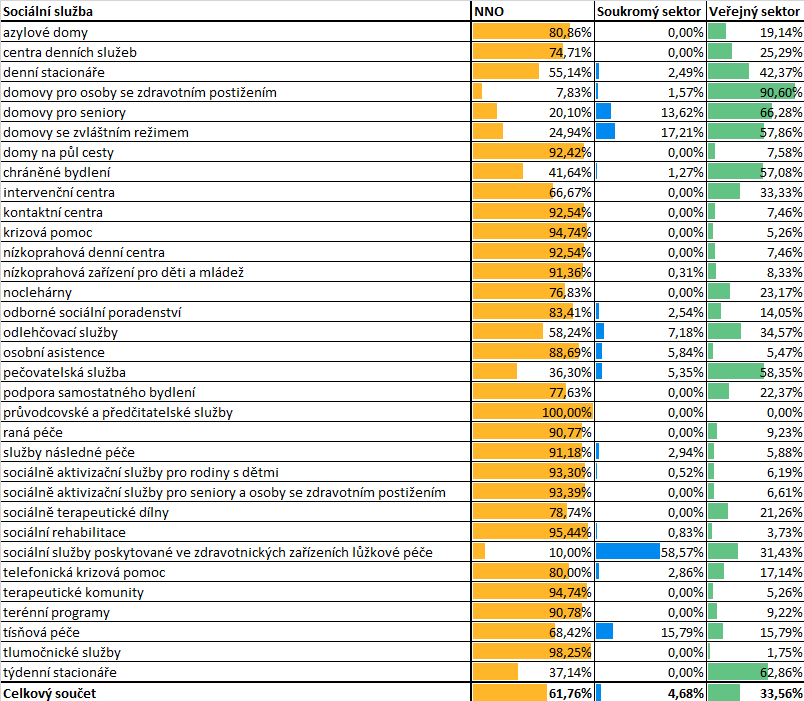 Sociální služba NNO Soukromý sektor Veřejný sektor
azylové domy 80,86% 0,00% 19,14%
centra denních služeb 74,71% 0,00% 25,29%
denní stacionáře 55,14% 2,49% 42,37%
domovy pro osoby se zdravotním postižením 7,83% 1,57% 90,60%
domovy pro seniory 20,10% 13,62% 66,28%
domovy se zvláštním režimem 24,94% 17,21% 57,86%
domy na půl cesty 92,42% 0,00% 7,58%
chráněné bydlení 41,64% 1,27% 57,08%
intervenční centra 66,67% 0,00% 33,33%
kontaktní centra 92,54% 0,00% 7,46%
krizová pomoc 94,74% 0,00% 5,26%
nízkoprahová denní centra 92,54% 0,00% 7,46%
nízkoprahová zařízení pro děti a mládež 91,36% 0,31% 8,33%
noclehárny 76,83% 0,00% 23,17%
odborné sociální poradenství 83,41% 2,54% 14,05%
odlehčovací služby 58,24% 7,18% 34,57%
osobní asistence 88,69% 5,84% 5,47%
pečovatelská služba 36,30% 5,35% 58,35%
podpora samostatného bydlení 77,63% 0,00% 22,37%
průvodcovské a předčitatelské služby 100,00% 0,00% 0,00%
raná péče 90,77% 0,00% 9,23%
služby následné péče 91,18% 2,94% 5,88%
sociálně aktivizační služby pro rodiny s dětmi 93,30% 0,52% 6,19%
sociálně aktivizační služby pro seniory a osoby se zdravotním postižením 93,39% 0,00% 6,61%
sociálně terapeutické dílny 78,74% 0,00% 21,26%
sociální rehabilitace 95,44% 0,83% 3,73%
sociální služby poskytované ve zdravotnických zařízeních lůžkové péče 10,00% 58,57% 31,43%
telefonická krizová pomoc 80,00% 2,86% 17,14%
terapeutické komunity 94,74% 0,00% 5,26%
terénní programy 90,78% 0,00% 9,22%
tísňová péče 68,42% 15,79% 15,79%
tlumočnické služby 98,25% 0,00% 1,75%
týdenní stacionáře 37,14% 0,00% 62,86%
Celkový součet 61,76% 4,68% 33,56%